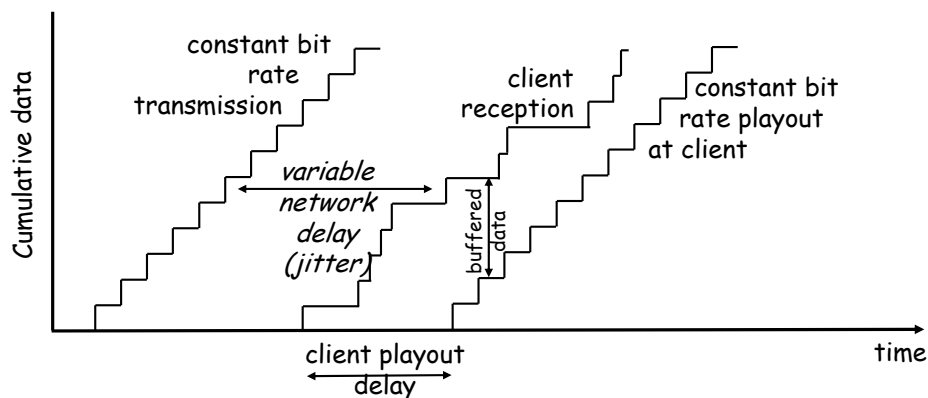 constant bit
rate
transmission
variable
network
delay
(jitter)
client
reception
constant bit
rate playout
at client
buffered
data
Cumulative data
time
client playout
delay